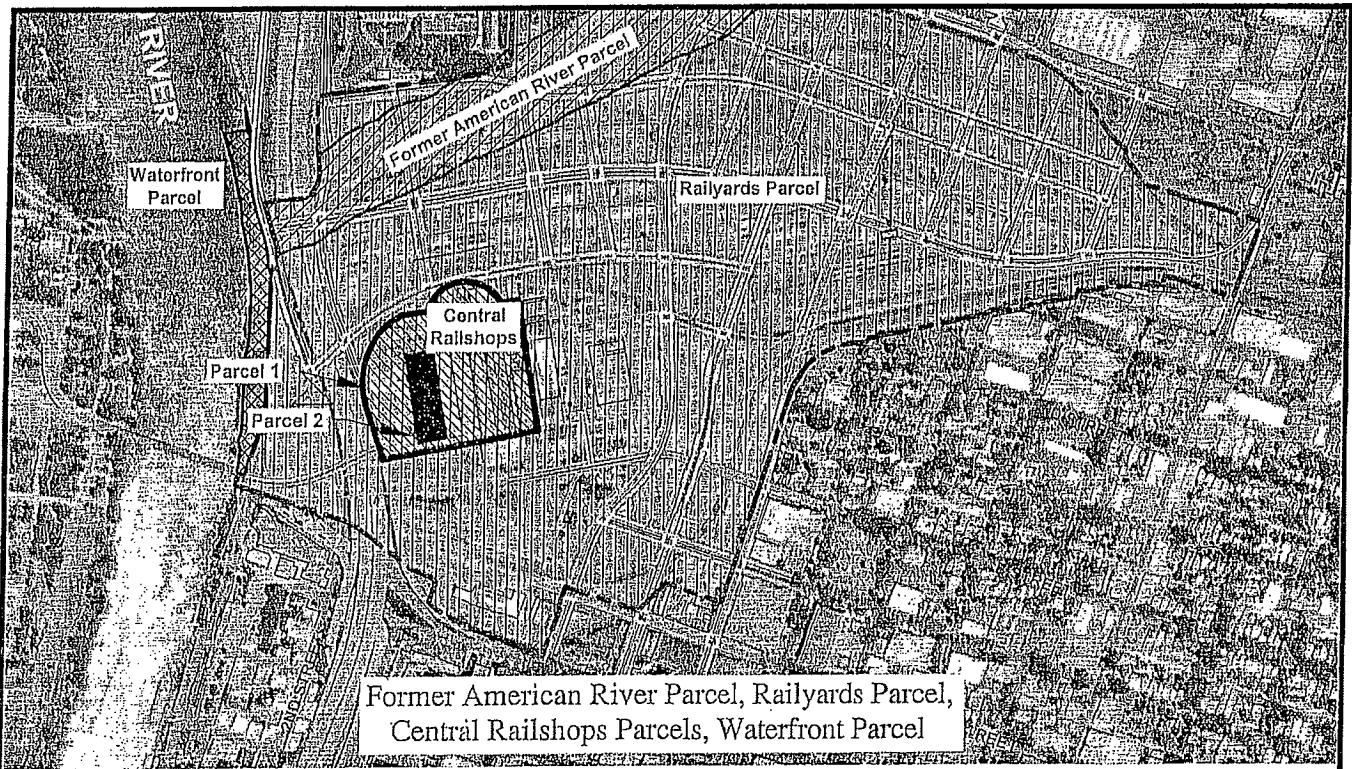 RIVER
Former American River Parcel
Waterfront
Parcel
Railyards Parcel
Central
Railshops
Parcel 1
Parcel 2
Former American River Parcel, Railyards Parcel,
Central Railshops Parcels, Waterfront Parcel